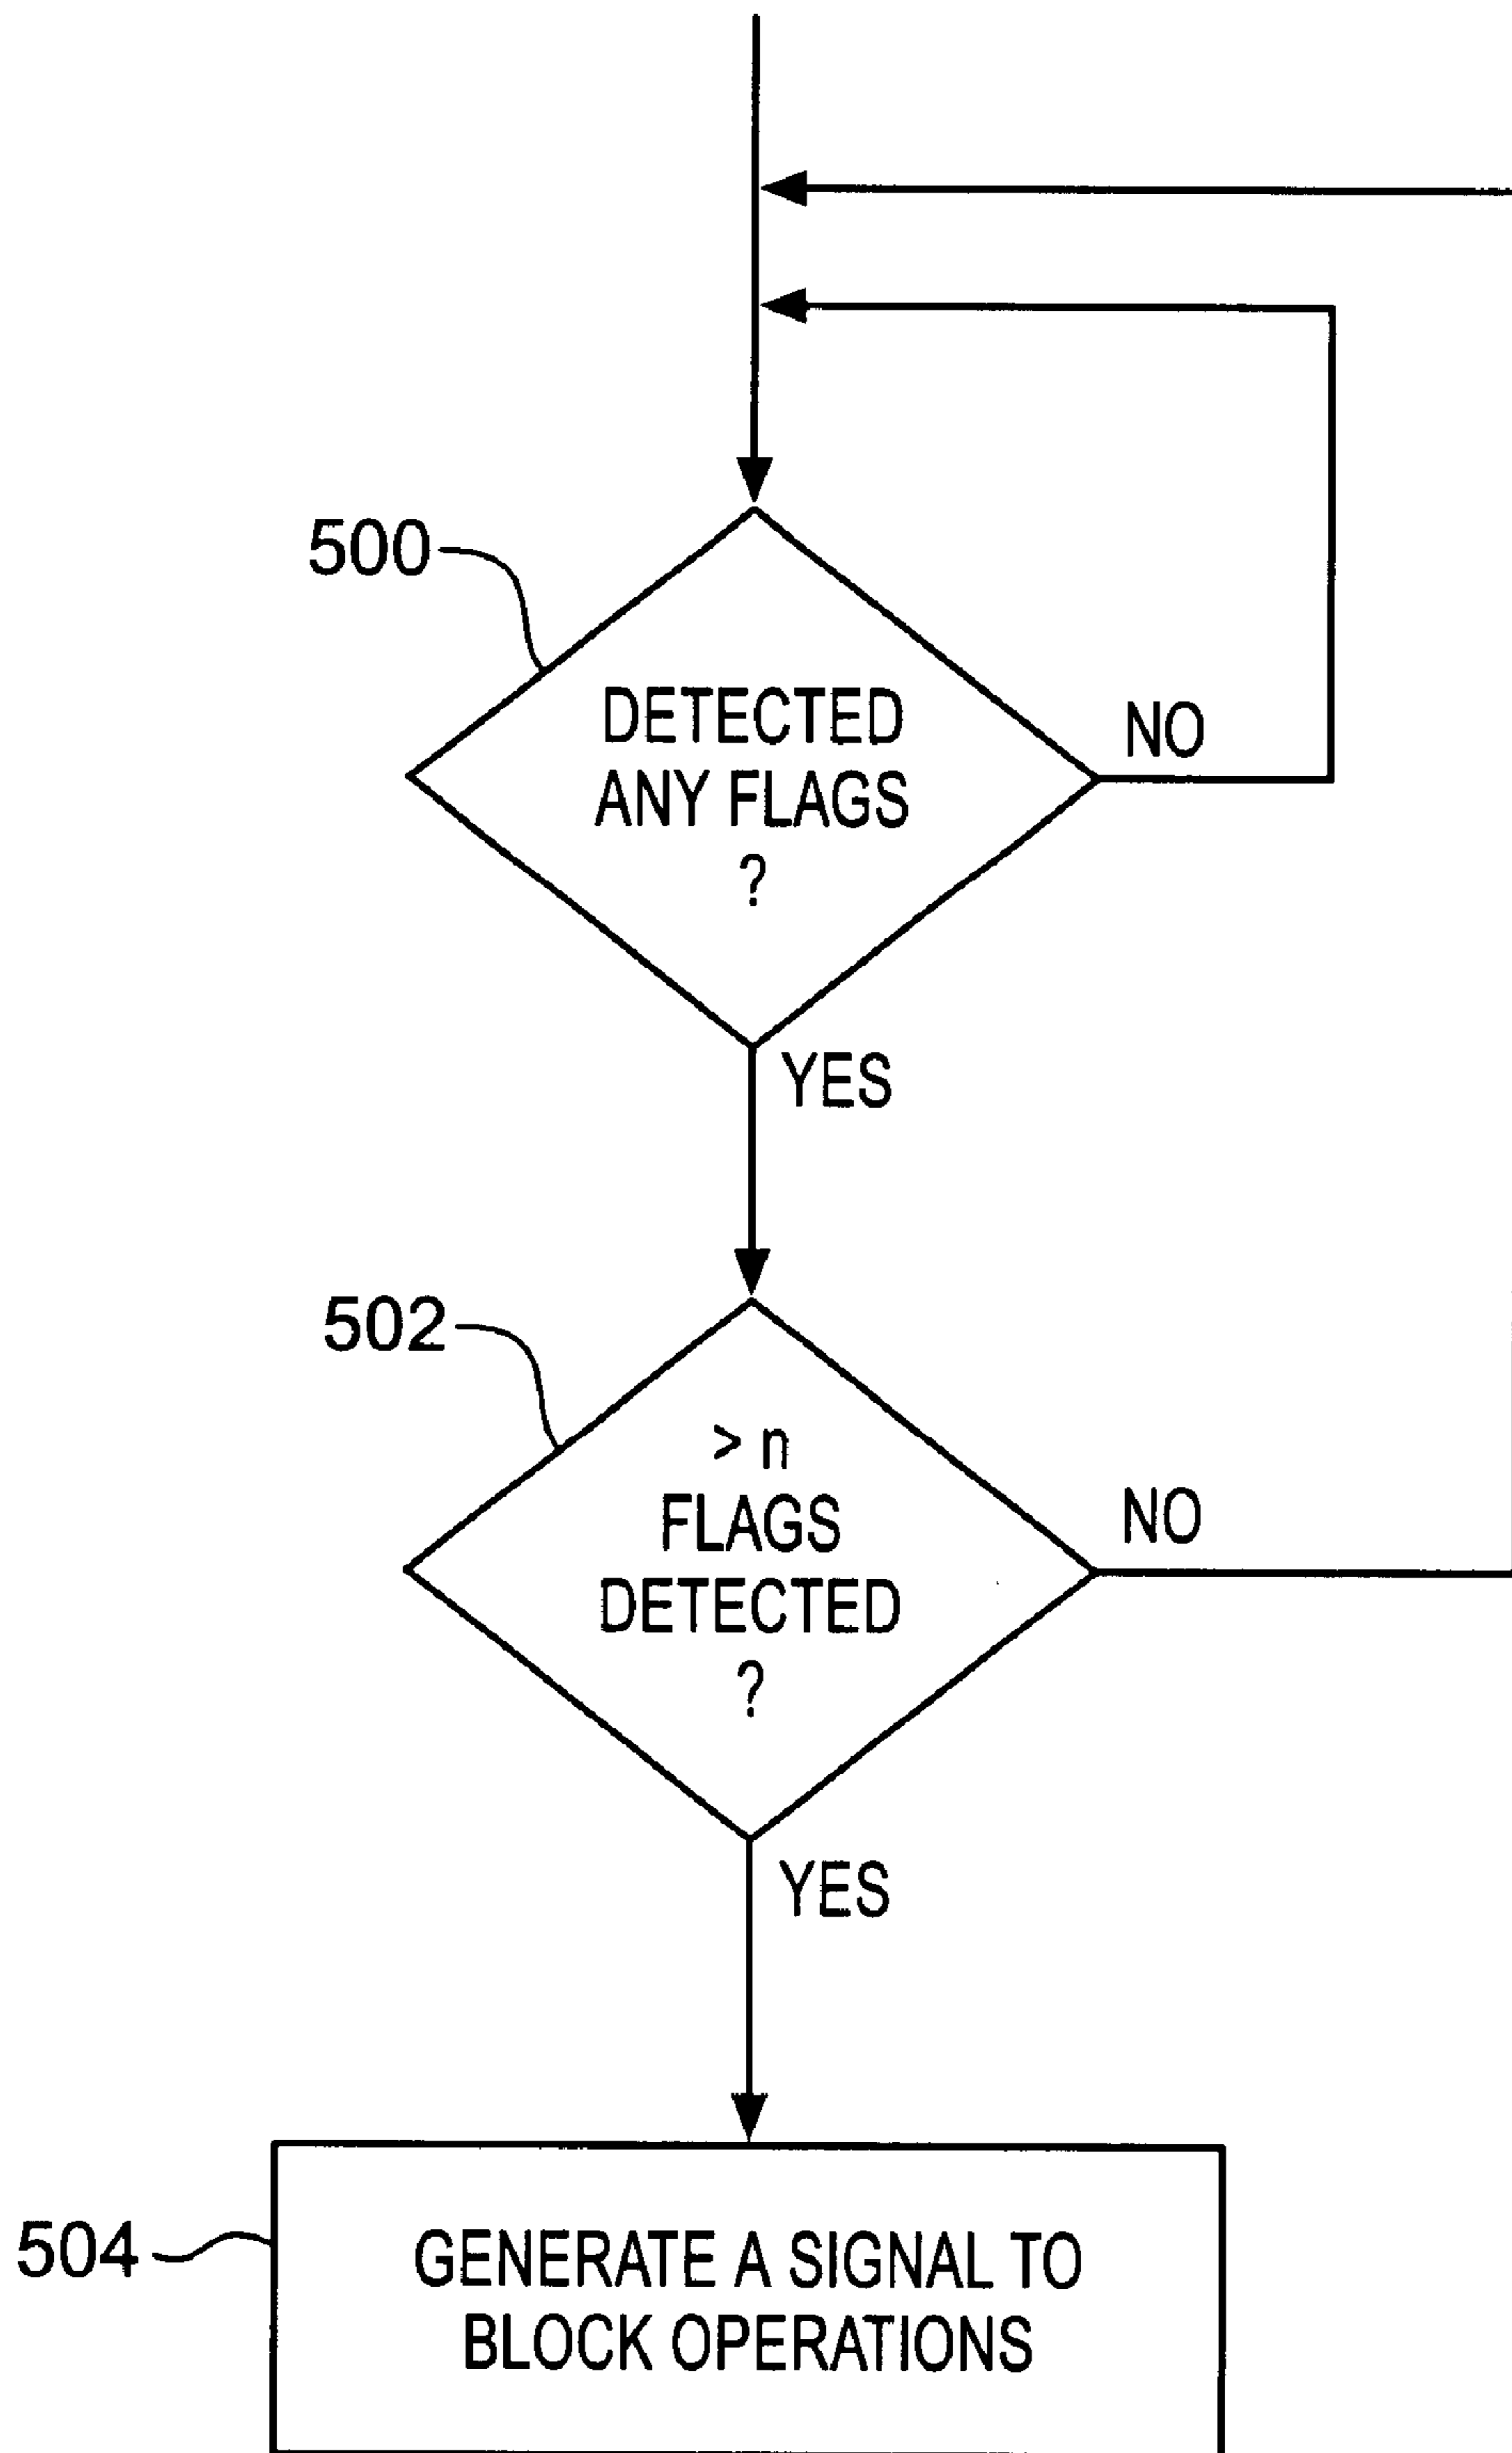 500
DETECTED
ANY FLAGS
?
NO
YES
502
> n
FLAGS
DETECTED
?
NO
YES
504
GENERATE A SIGNAL TO
BLOCK OPERATIONS